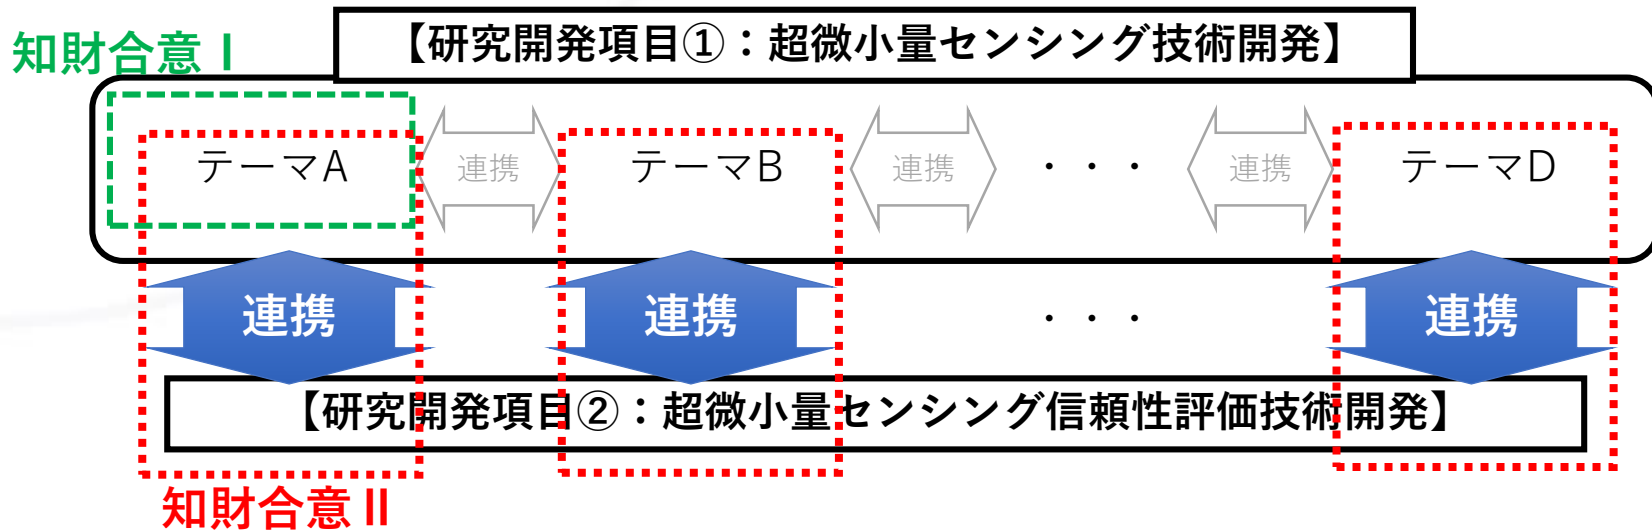 【研究開発項目①：超微小量センシング技術開発】
知財合意Ⅰ
テーマA
連携
テーマB
連携
・・・
連携
テーマD
連携
連携
・・・
連携
【研究開発項目②：超微小量センシング信頼性評価技術開発】
知財合意Ⅱ